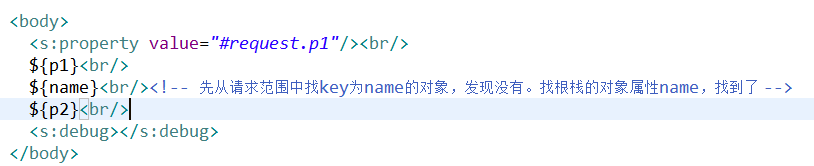 <body>
<s:property value="#request.p1"/><br/>
${p1}<br/>
${name}<br/><!-- 先从请求范围中找key为name的对象，发现没有。找根栈的对象属性name，找到了 -->
${p2}<br/>
<s:debug></s:debug>
</body>